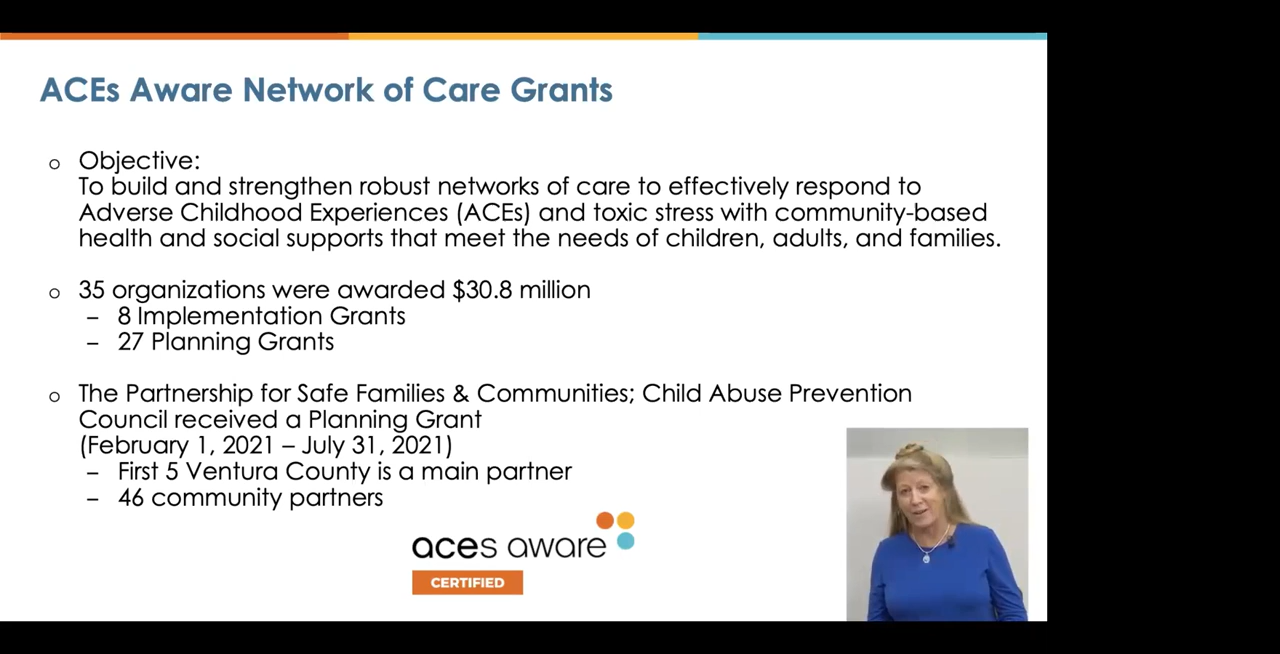 ACEs Aware Network of Care Grants
o Objective:
To build and strengthen robust networks of care to effectively respond to
Adverse Childhood Experiences (ACEs) and toxic stress with community-based
health and social supports that meet the needs of children, adults, and families.
o 35 organizations were awarded $30.8 million
– 8 Implementation Grants
– 27 Planning Grants
o The Partnership for Safe Families & Communities; Child Abuse Prevention
Council received a Planning Grant
(February 1, 2021 – July 31, 2021)
– First 5 Ventura County is a main partner
– 46 community partners
aces aware
CERTIFIED